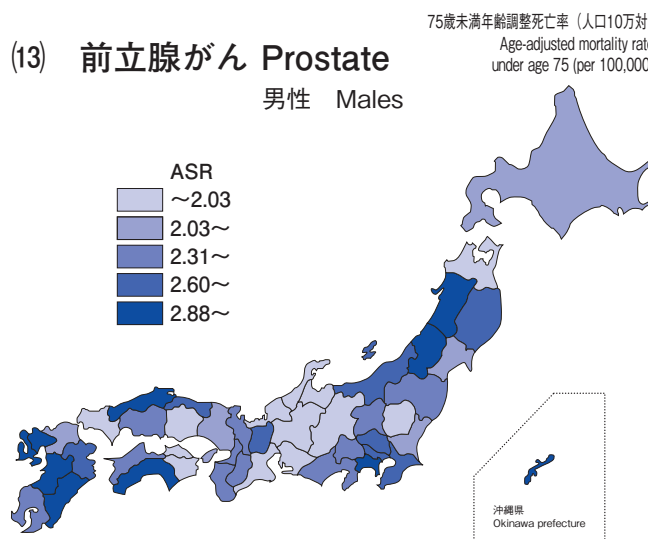 75歳未満年齢調整死亡率（人口10万対
Age-adjusted mortality rate
under age 75 (per 100,000
⒀ 前立腺がん Prostate
男性 Males
ASR
～2.03
2.03～
2.31～
2.60～
2.88～
沖縄県
Okinawa prefecture